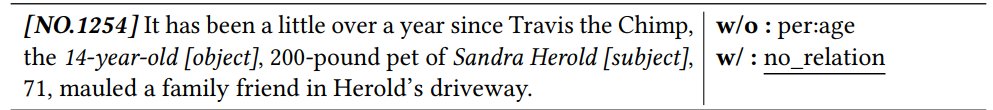 [NO.1254] It has been a little over a year since Travis the Chimp,
the 14-year-old [object], 200-pound pet of Sandra Herold [subject],
71, mauled a family friend in Herold's driveway.
w/o : per:age
w/ : no_relation